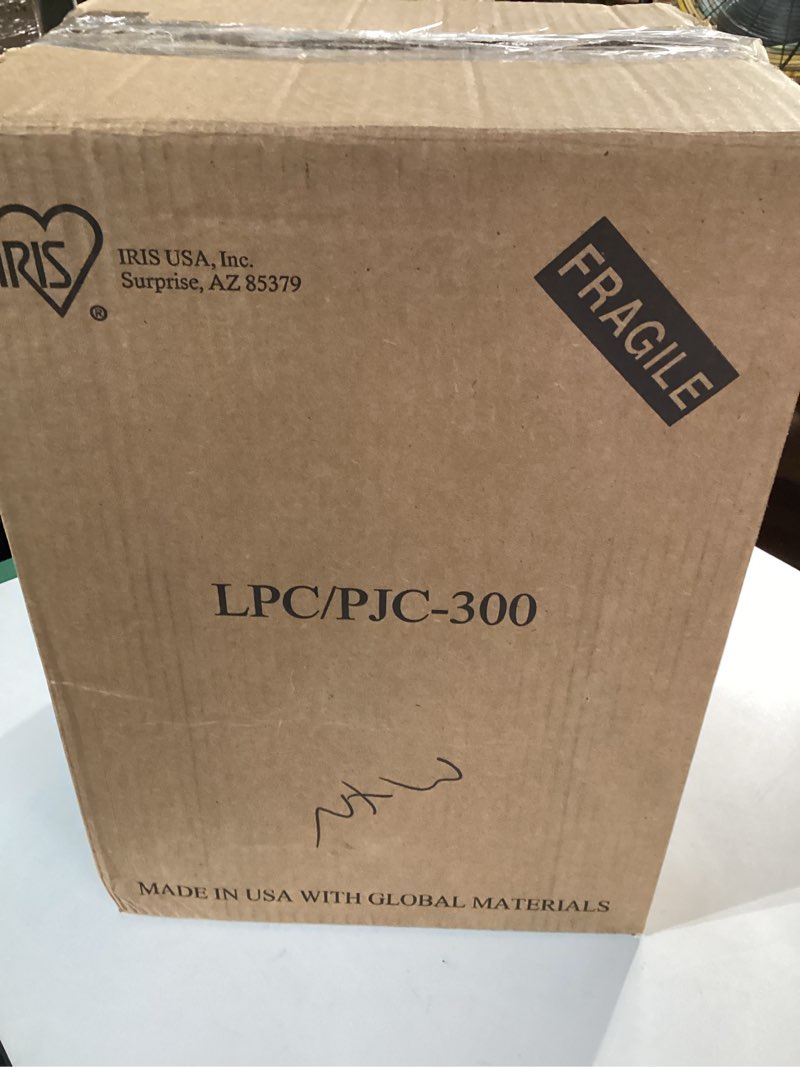 IRIS
®
IRIS USA, Inc.
Surprise, AZ 85379
FRAGILE
LPC/PJC-300
MADE IN USA WITH GLOBAL MATERIALS